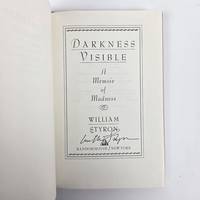 DARKNESS
VISIBLE
A
Memoir
of
Madness
WILLIAM
STYRON
RANDOM HOUSE / NEW YORK